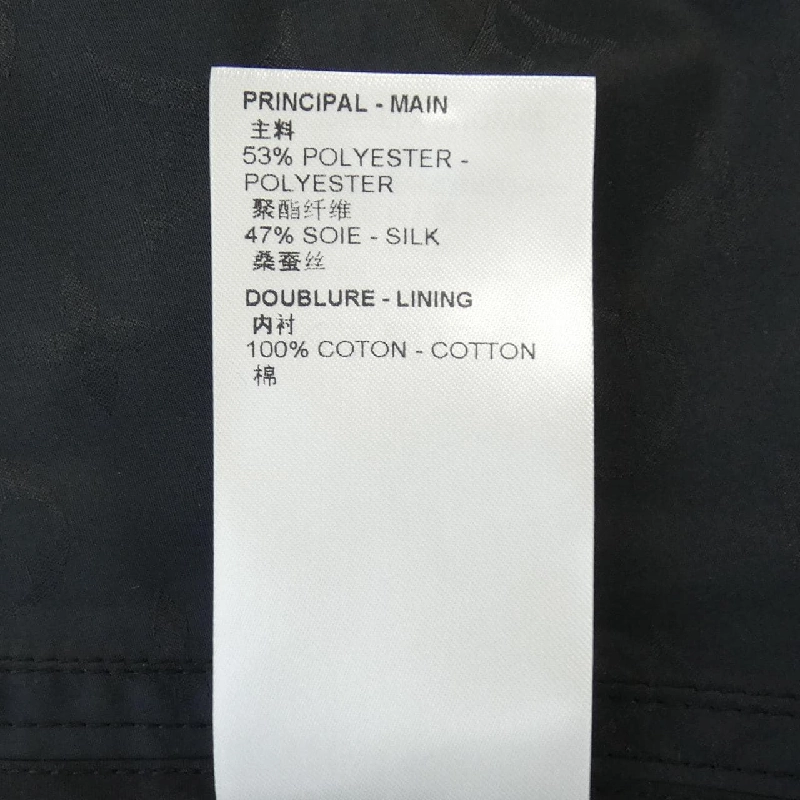 PRINCIPAL - MAIN
主料
53% POLYESTER -
POLYESTER
聚酯纤维
47% SOIE - SILK
桑蚕丝
DOUBLURE - LINING
内衬
100% COTON - COTTON
棉